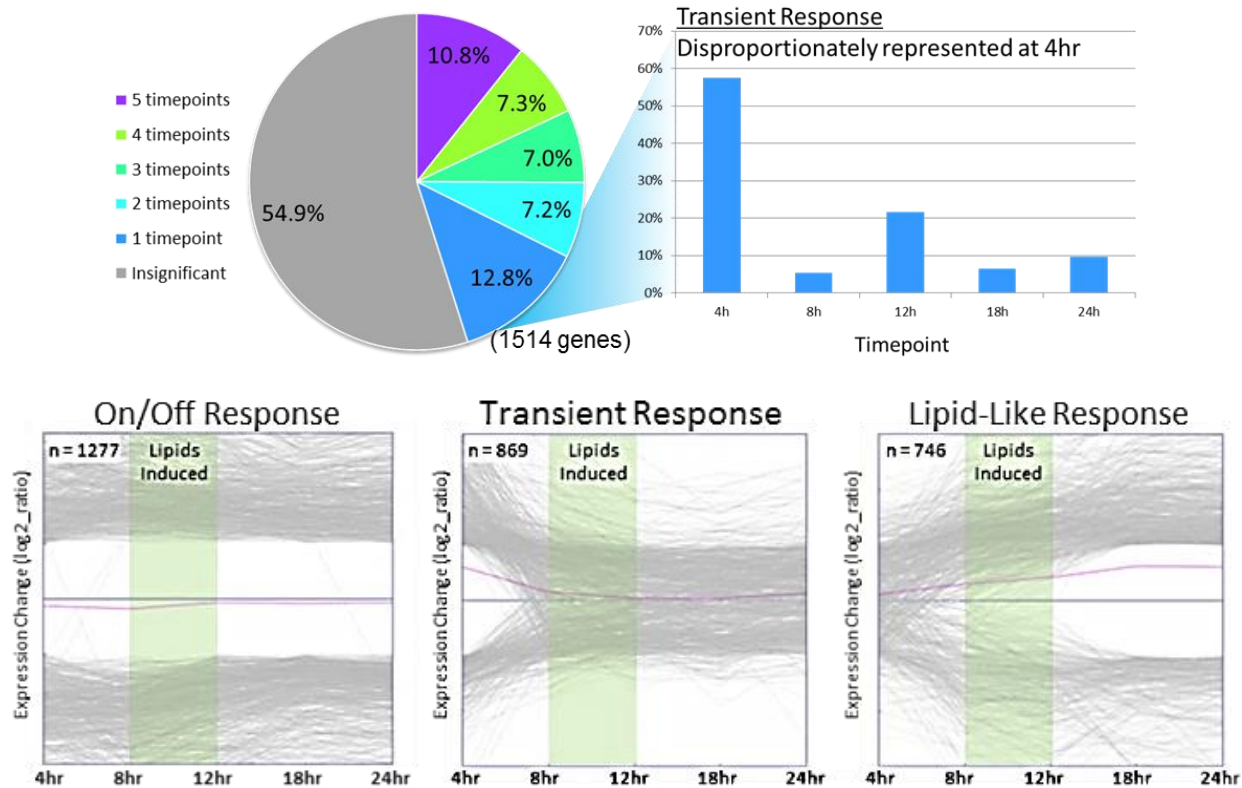 5 timepoints
4 timepoints
3 timepoints
2 timepoints
1 timepoint
Insignificant
10.8%
7.3%
7.0%
7.2%
12.8%
54.9%
(1514 genes)
Transient Response
Disproportionately represented at 4hr
70%
60%
50%
40%
30%
20%
10%
0%
4h 8h 12h 18h 24h
Timepoint
On/Off Response
n = 1277
Lipids
Induced
Expression Change (log2_ratio)
4hr 8hr 12hr 18hr 24hr
Transient Response
n = 869
Lipids
Induced
Expression Change (log2_ratio)
4hr 8hr 12hr 18hr 24hr
Lipid-Like Response
n = 746
Lipids
Induced
Expression Change (log2_ratio)
4hr 8hr 12hr 18hr 24hr